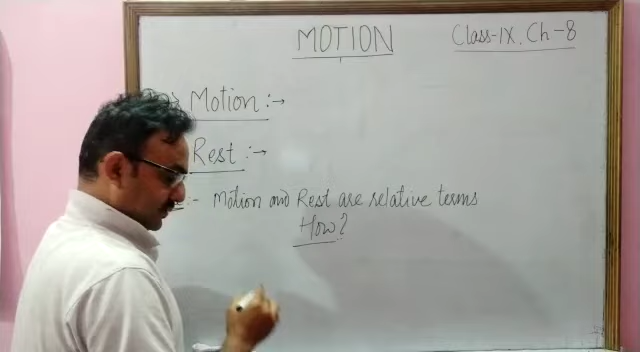 MOTION
Class-IX, Ch-8
Motion :→
Rest :→
:- Motion and Rest are relative terms
How?